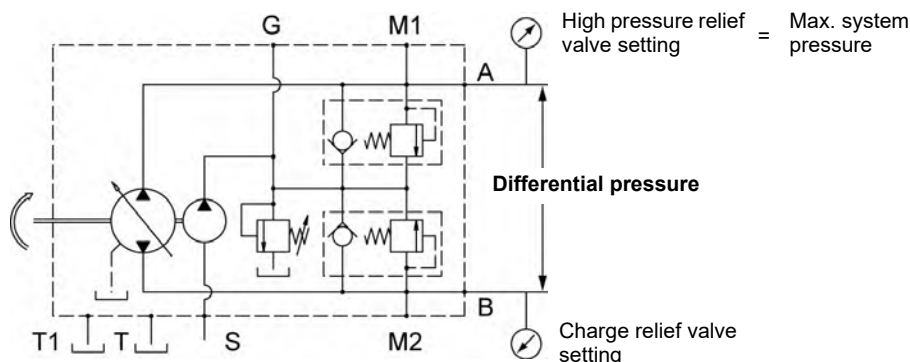 G
M1
High pressure relief valve setting = Max. system pressure
A
Differential pressure
B
T1
T
S
M2
Charge relief valve setting